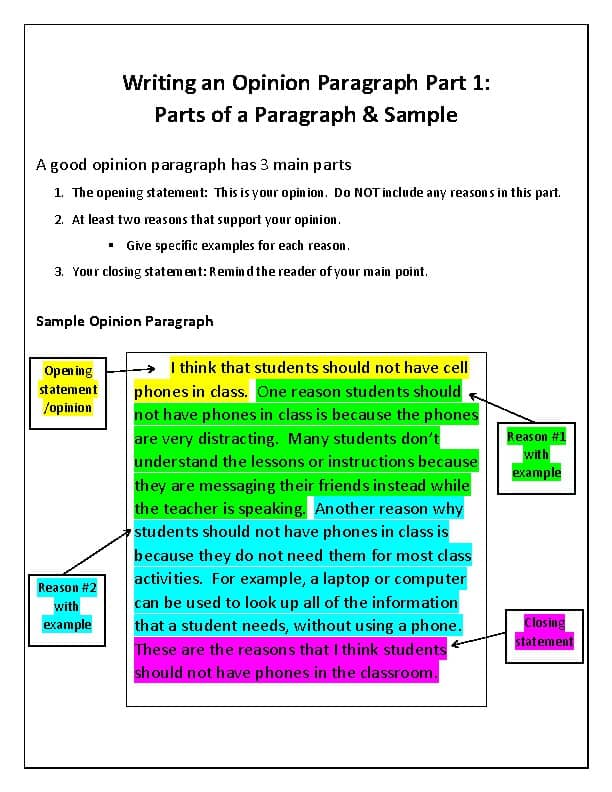 Writing an Opinion Paragraph Part 1:
Parts of a Paragraph & Sample
A good opinion paragraph has 3 main parts
1. The opening statement: This is your opinion. Do NOT include any reasons in this part.
2. At least two reasons that support your opinion.
▪ Give specific examples for each reason.
3. Your closing statement: Remind the reader of your main point.
Sample Opinion Paragraph
Opening
statement
/opinion
I think that students should not have cell
phones in class. One reason students should
not have phones in class is because the phones
are very distracting. Many students don't
understand the lessons or instructions because
they are messaging their friends instead while
the teacher is speaking. Another reason why
students should not have phones in class is
because they do not need them for most class
activities. For example, a laptop or computer
can be used to look up all of the information
that a student needs, without using a phone.
These are the reasons that I think students
should not have phones in the classroom.
Reason #1
with
example
Reason #2
with
example
Closing
statement